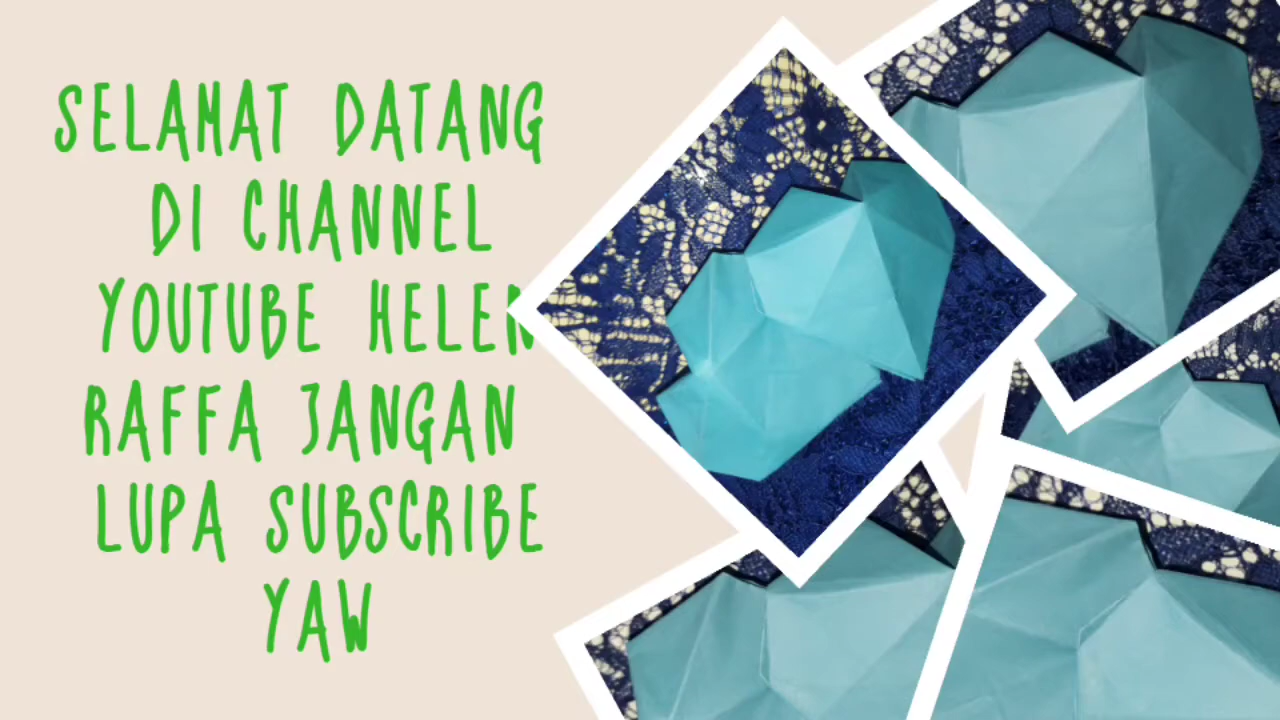 SELAMAT DATANG
DI CHANNEL
YOUTUBE HELEN
RAFFA JANGAN
LUPA SUBSCRIBE
YAW